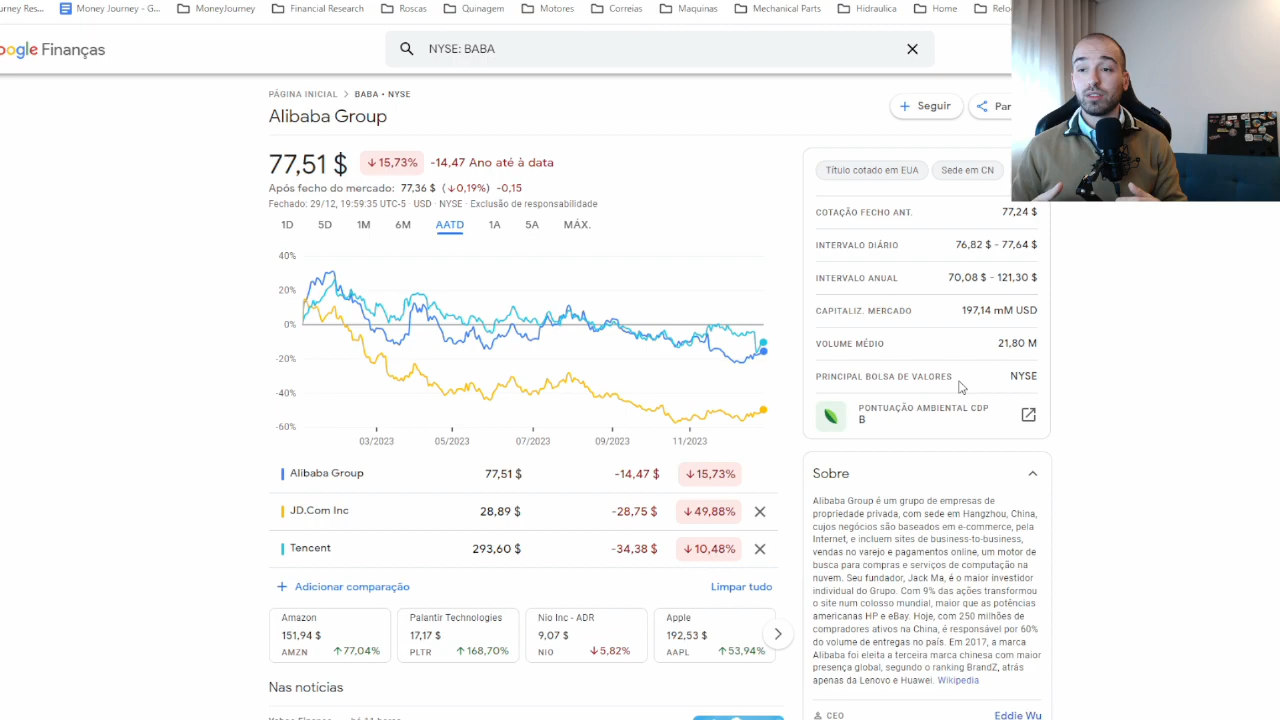 urney Res...
Money Journey - G...
MoneyJourney
Financial Research
Roscas
Quinagem
Motores
Correias
Maquinas
Mechanical Parts
Hidraulica
Home
Relo
oogle Finanças
NYSE: BABA
PÁGINA INICIAL > BABA • NYSE
Alibaba Group
+ Seguir
Par
77,51 $ ↓15,73% -14,47 Ano até à data
Após fecho do mercado: 77,36 $ (↓0,19%) -0,15
Fechado: 29/12, 19:59:35 UTC-5 · USD · NYSE · Exclusão de responsabilidade
1D 5D 1M 6M AATD 1A 5A MÁX.
40%
20%
0%
-20%
-40%
-60%
03/2023 05/2023 07/2023 09/2023 11/2023
Alibaba Group 77,51 $ -14,47 $ ↓15,73%
JD.Com Inc 28,89 $ -28,75 $ ↓49,88%
Tencent 293,60 $ -34,38 $ ↓10,48%
+ Adicionar comparação
Limpar tudo
Amazon
151,94 $
AMZN ↑77,04%
Palantir Technologies
17,17 $
PLTR ↑168,70%
Nio Inc - ADR
9,07 $
NIO ↓5,82%
Apple
192,53 $
AAPL ↑53,94%
Nas notícias
Título cotado em EUA
Sede em CN
COTAÇÃO FECHO ANT. 77,24 $
INTERVALO DIÁRIO 76,82 $ - 77,64 $
INTERVALO ANUAL 70,08 $ - 121,30 $
CAPITALIZ. MERCADO 197,14 mM USD
VOLUME MÉDIO 21,80 M
PRINCIPAL BOLSA DE VALORES NYSE
PONTUAÇÃO AMBIENTAL CDP
B
Sobre
Alibaba Group é um grupo de empresas de
propriedade privada, com sede em Hangzhou, China,
cujos negócios são baseados em e-commerce, pela
Internet, e incluem sites de business-to-business,
vendas no varejo e pagamentos online, um motor de
busca para compras e serviços de computação na
nuvem. Seu fundador, Jack Ma, é o maior investidor
individual do Grupo. Com 9% das ações transformou
o site num colosso mundial, maior que as potências
americanas HP e eBay. Hoje, com 250 milhões de
compradores ativos na China, é responsável por 60%
do volume de entregas no país. Em 2017, a marca
Alibaba foi eleita a terceira marca chinesa com maior
presença global, segundo o ranking BrandZ, atrás
apenas da Lenovo e Huawei. Wikipedia
CEO Eddie Wu